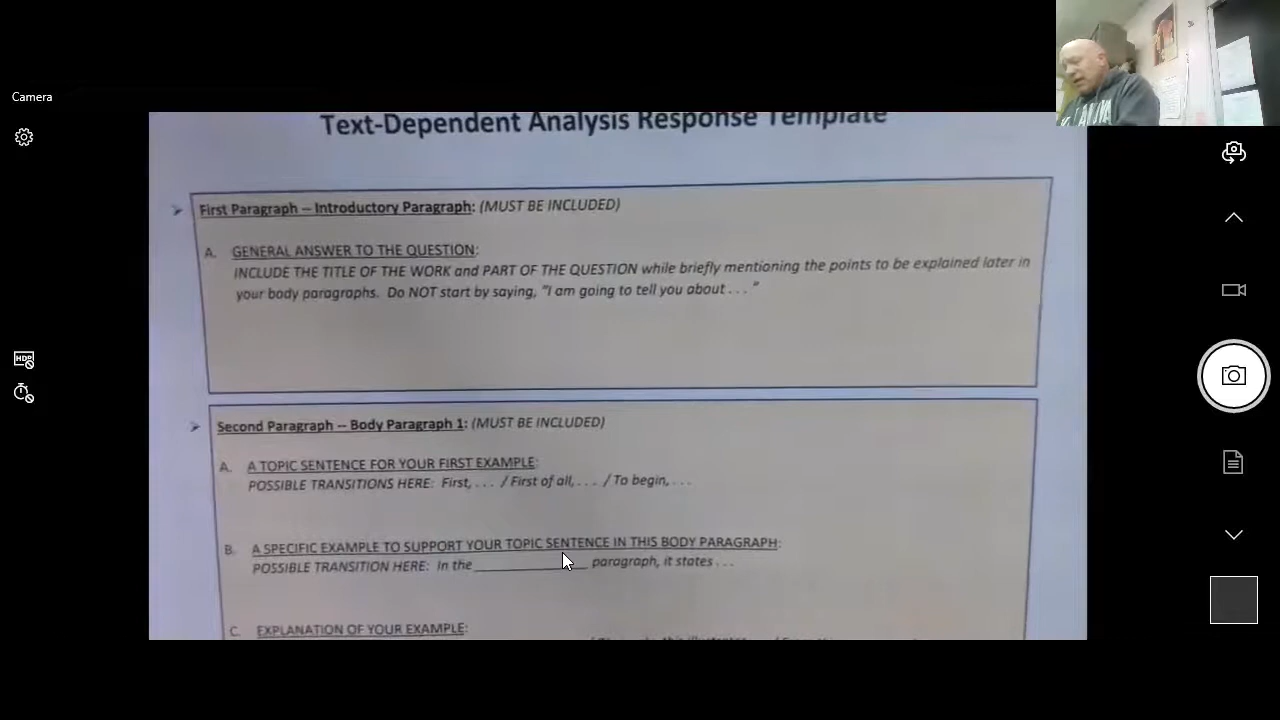 Camera
Text-Dependent Analysis Response Template
First Paragraph – Introductory Paragraph: (MUST BE INCLUDED)
A. GENERAL ANSWER TO THE QUESTION:
INCLUDE THE TITLE OF THE WORK and PART OF THE QUESTION while briefly mentioning the points to be explained later in
your body paragraphs. Do NOT start by saying, "I am going to tell you about . . . "
Second Paragraph -- Body Paragraph 1: (MUST BE INCLUDED)
A. A TOPIC SENTENCE FOR YOUR FIRST EXAMPLE:
POSSIBLE TRANSITIONS HERE: First, . . . / First of all, . . . / To begin, . . .
B. A SPECIFIC EXAMPLE TO SUPPORT YOUR TOPIC SENTENCE IN THIS BODY PARAGRAPH:
POSSIBLE TRANSITION HERE: In the ________________ paragraph, it states . . .
C. EXPLANATION OF YOUR EXAMPLE: